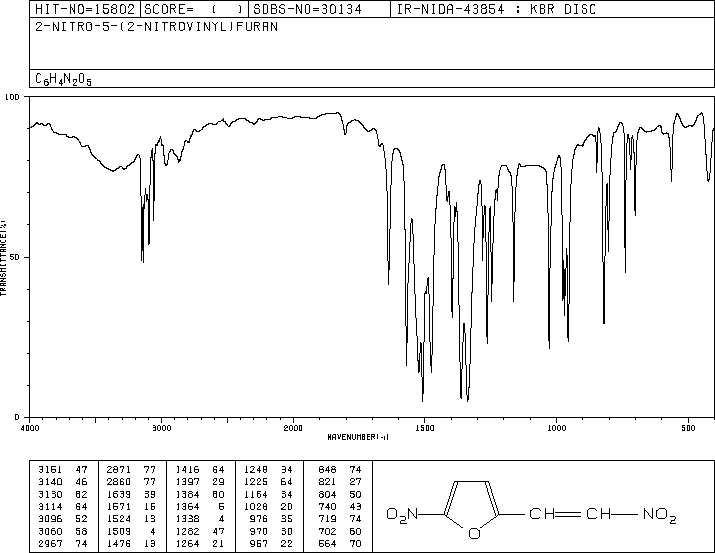 HIT-NO=15802 SCORE= ( ) SDBS-NO=30134 IR-NIDA-43854 : KBR DISC
2-NITRO-5-(2-NITROVINYL)FURAN
C6H4N2O5
100
50
0
TRANSMITTANCE(%)
4000 3000 2000 1500 1000 500
WAVENUMBER(-1)
3161 47 2871 77 1416 64 1248 34 848 74
3140 46 2860 77 1397 29 1225 64 821 27
3130 82 1639 39 1384 60 1164 34 804 50
3114 64 1571 15 1364 5 1028 20 740 43
3096 52 1524 13 1338 4 976 35 719 74
3060 58 1509 4 1282 47 970 30 702 60
2967 74 1476 13 1264 21 957 22 564 70
O2N O CH CH NO2